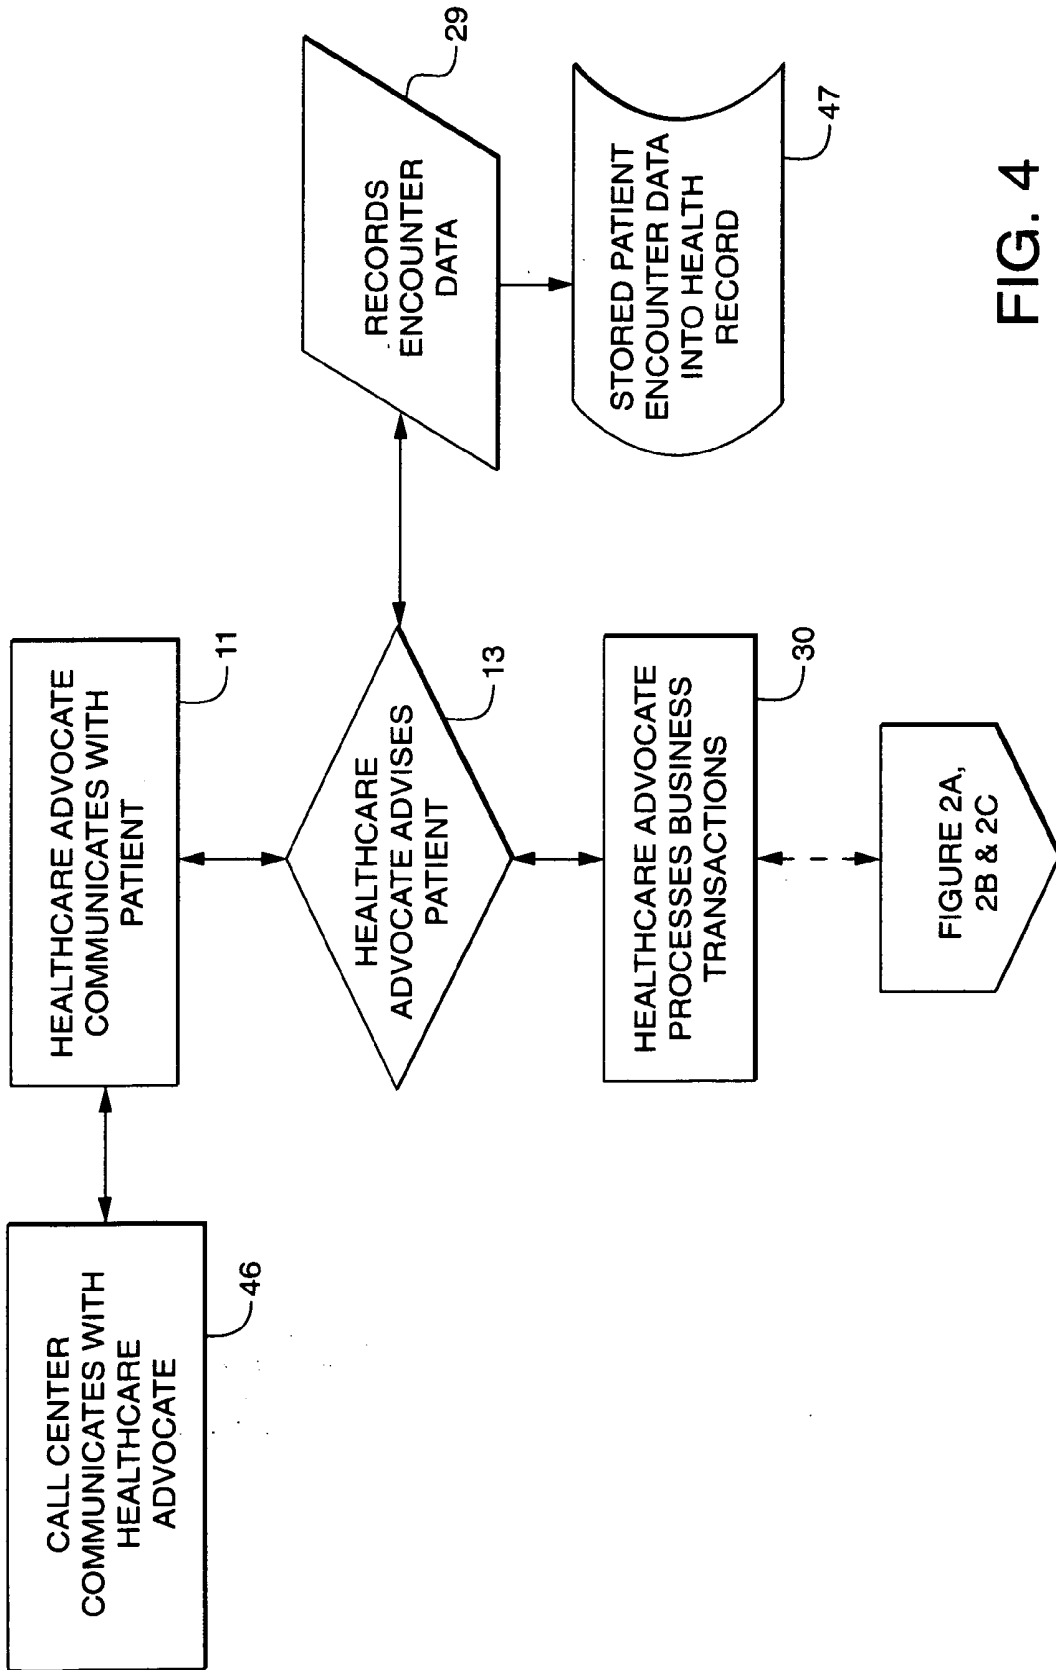 CALL CENTER
COMMUNICATES WITH
HEALTHCARE
ADVOCATE
46
HEALTHCARE ADVOCATE
COMMUNICATES WITH
PATIENT
11
HEALTHCARE
ADVOCATE ADVISES
PATIENT
13
RECORDS
ENCOUNTER
DATA
29
HEALTHCARE ADVOCATE
PROCESSES BUSINESS
TRANSACTIONS
30
STORED PATIENT
ENCOUNTER DATA
INTO HEALTH
RECORD
47
FIGURE 2A,
2B & 2C
FIG. 4